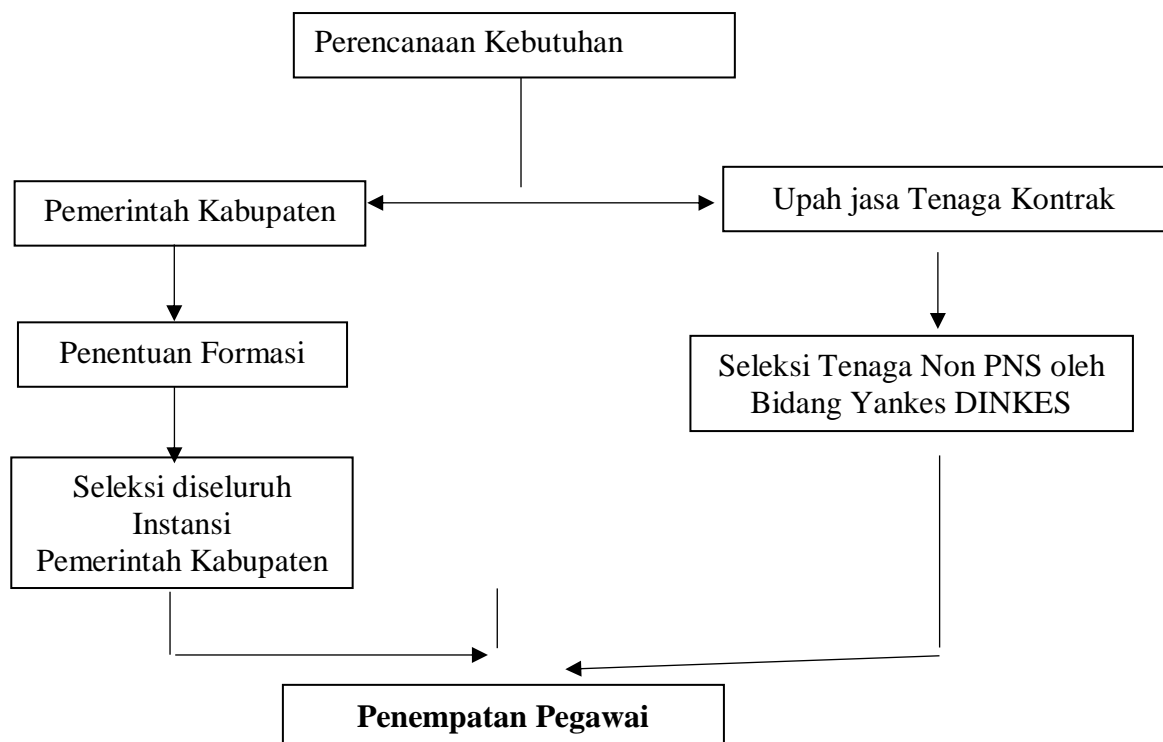 Perencanaan Kebutuhan
Pemerintah Kabupaten
Upah jasa Tenaga Kontrak
Penentuan Formasi
Seleksi Tenaga Non PNS oleh
Bidang Yankes DINKES
Seleksi diseluruh
Instansi
Pemerintah Kabupaten
Penempatan Pegawai